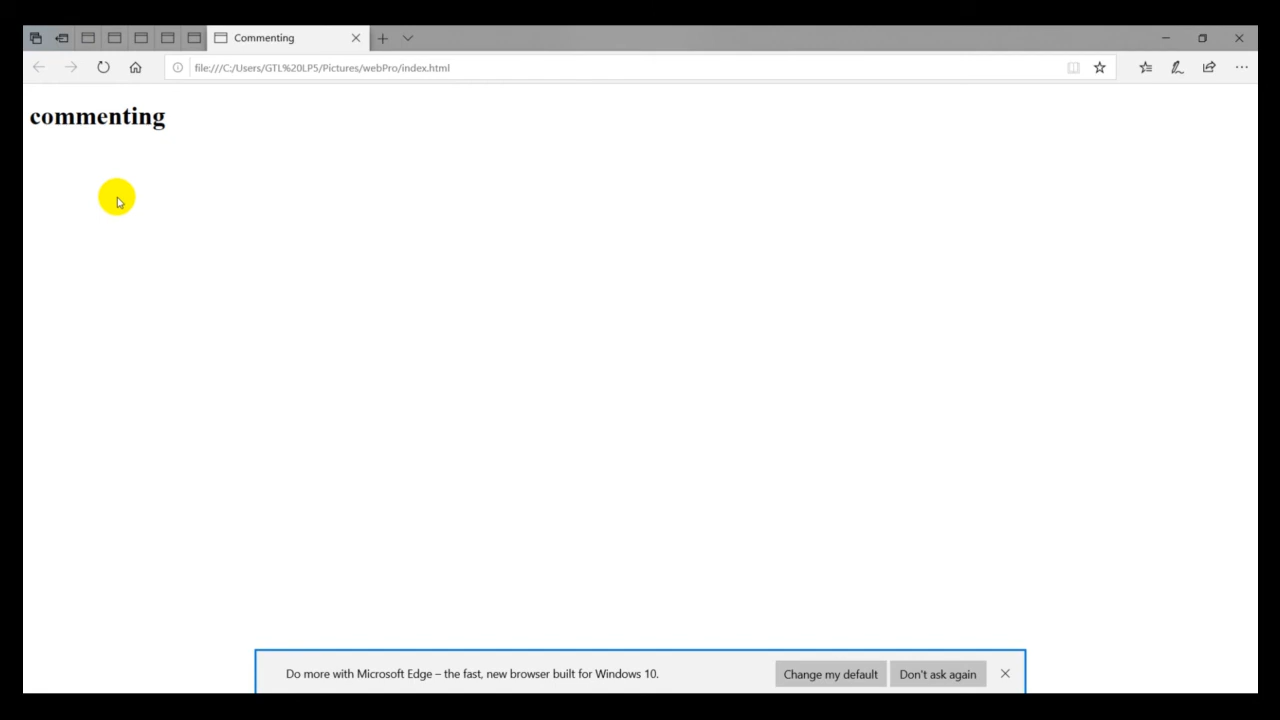 Commenting
file:///C:/Users/GTL%20LP5/Pictures/webPro/index.html
commenting
Do more with Microsoft Edge – the fast, new browser built for Windows 10.
Change my default
Don't ask again